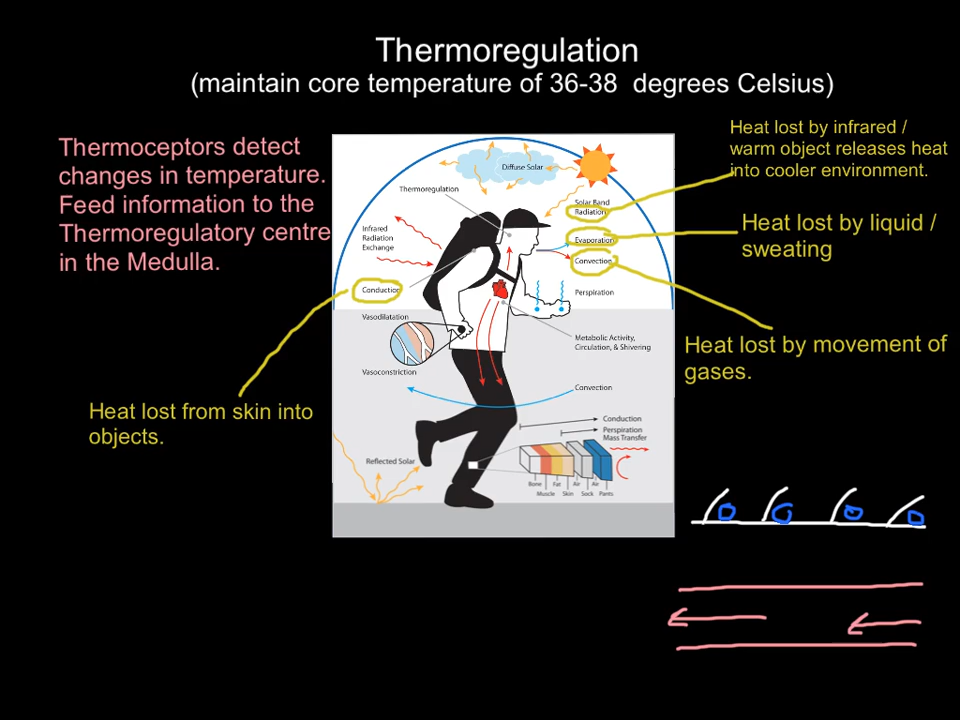 Thermoregulation
(maintain core temperature of 36-38 degrees Celsius)
Thermoceptors detect
changes in temperature.
Feed information to the
Thermoregulatory centre
in the Medulla.
Heat lost by infrared /
warm object releases heat
into cooler environment.
Heat lost by liquid /
sweating
Heat lost by movement of
gases.
Heat lost from skin into
objects.
Diffuse Solar
Thermoregulation
Solar Band
Radiation
Infrared
Radiation
Exchange
Evaporation
Convection
Conduction
Perspiration
Vasodilatation
Metabolic Activity,
Circulation, & Shivering
Vasoconstriction
Convection
Conduction
Perspiration
Mass Transfer
Reflected Solar
Bone
Muscle
Fat
Skin
Air
Sock
Air
Pants